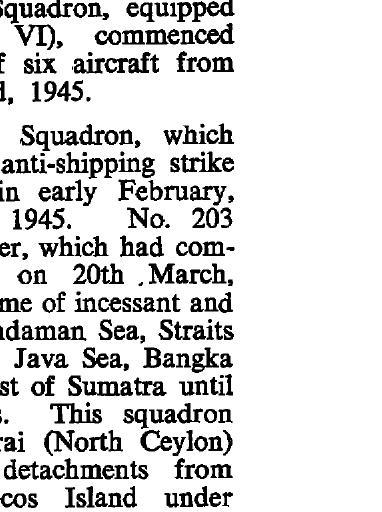 Squadron, equipped
VI), commenced
f six aircraft from
1945.
Squadron, which
anti-shipping strike
in early February,
1945. No. 203
er, which had com-
on 20th March,
me of incessant and
ndaman Sea, Straits
Java Sea, Bangka
st of Sumatra until
s. This squadron
rai (North Ceylon)
detachments from
cos Island under